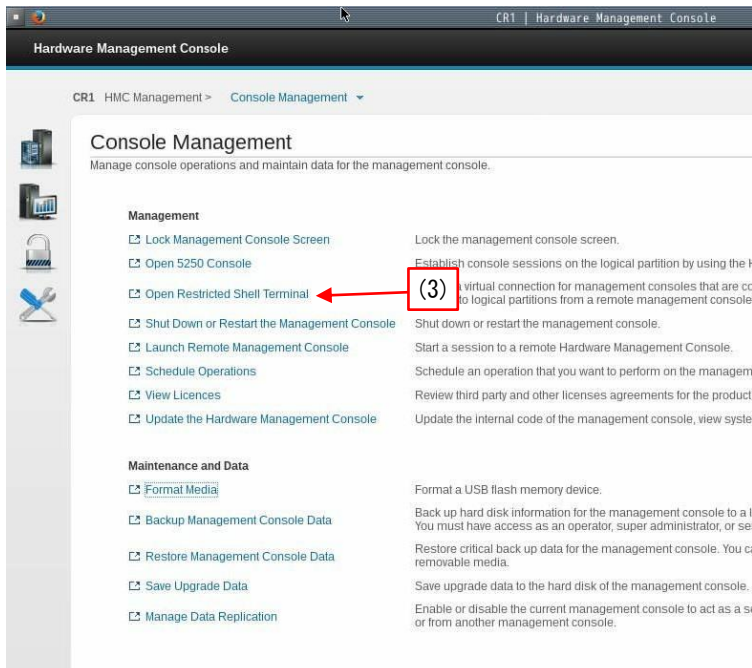 CR1 | Hardware Management Console
Hardware Management Console
CR1 HMC Management > Console Management
Console Management
Manage console operations and maintain data for the management console.
Management
Lock Management Console Screen Lock the management console screen.
Open 5250 Console Establish console sessions on the logical partition by using the
Open Restricted Shell Terminal (3) virtual connection for management consoles that are
to logical partitions from a remote management console
Shut Down or Restart the Management Console Shut down or restart the management console.
Launch Remote Management Console Start a session to a remote Hardware Management Console.
Schedule Operations Schedule an operation that you want to perform on the
View Licences Review third party and other licenses agreements for the product
Update the Hardware Management Console Update the internal code of the management console, view
Maintenance and Data
Format Media Format a USB flash memory device.
Backup Management Console Data Back up hard disk information for the management console to a
You must have access as an operator, super administrator, or
Restore Management Console Data Restore critical back up data for the management console. You
removable media.
Save Upgrade Data Save upgrade data to the hard disk of the management console.
Manage Data Replication Enable or disable the current management console to act as a
or from another management console.